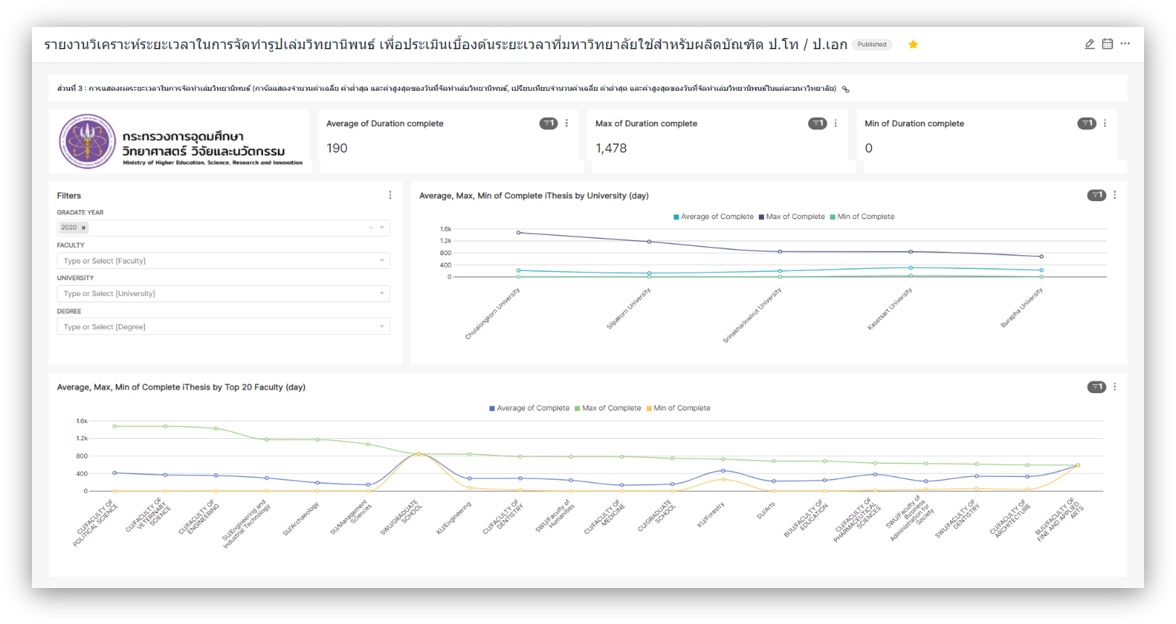 รายงานวิเคราะห์ระยะเวลาในการจัดทำรูปเล่มวิทยานิพนธ์ เพื่อประเมินเบื้องต้นระยะเวลาที่มหาวิทยาลัยใช้สำหรับผลิตบัณฑิต ป.โท / ป.เอก Published
ส่วนที่ 3 : การแสดงผลระยะเวลาในการจัดทำเล่มวิทยานิพนธ์ (การ์ดแสดงจำนวนค่าเฉลี่ย ค่าต่ำสุด และค่าสูงสุดของวันที่จัดทำเล่มวิทยานิพนธ์, เปรียบเทียบจำนวนค่าเฉลี่ย ค่าต่ำสุด และค่าสูงสุดของวันที่จัดทำเล่มวิทยานิพนธ์ในแต่ละมหาวิทยาลัย)
กระทรวงการอุดมศึกษา
วิทยาศาสตร์ วิจัยและนวัตกรรม
Ministry of Higher Education, Science, Research and Innovation
Average of Duration complete
1
190
Max of Duration complete
1
1,478
Min of Duration complete
1
0
Filters
GRADATE YEAR
2020 ×
FACULTY
Type or Select [Faculty]
UNIVERSITY
Type or Select [University]
DEGREE
Type or Select [Degree]
Average, Max, Min of Complete iThesis by University (day)
1
Average of Complete Max of Complete Min of Complete
1.6k
1.2k
800
400
0
Chulalongkorn University
Silpakorn University
Srinakharinwirot University
Kasetsart University
Burapha University
Average, Max, Min of Complete iThesis by Top 20 Faculty (day)
1
Average of Complete Max of Complete Min of Complete
1.6k
1.2k
800
400
0
CU/FACULTY OF
POLITICAL SCIENCE
CU/FACULTY OF
VETERINARY
SCIENCE
CU/FACULTY OF
ENGINEERING
SU/Engineering and
Industrial Technology
SU/Archaeology
SU/Management
Sciences
SWU/GRADUATE
SCHOOL
KU/Engineering
CU/FACULTY OF
DENTISTRY
SWU/Faculty of
Humanities
CU/FACULTY OF
MEDICINE
CU/GRADUATE
SCHOOL
KU/Forestry
SU/Arts
BUU/FACULTY OF
EDUCATION
CU/FACULTY OF
PHARMACEUTICAL
SCIENCES
SWU/Faculty of
Business
Administration for
Society
SWU/FACULTY OF
DENTISTRY
CU/FACULTY OF
ARCHITECTURE
BUU/FACULTY OF
FINE AND APPLIED
ARTS